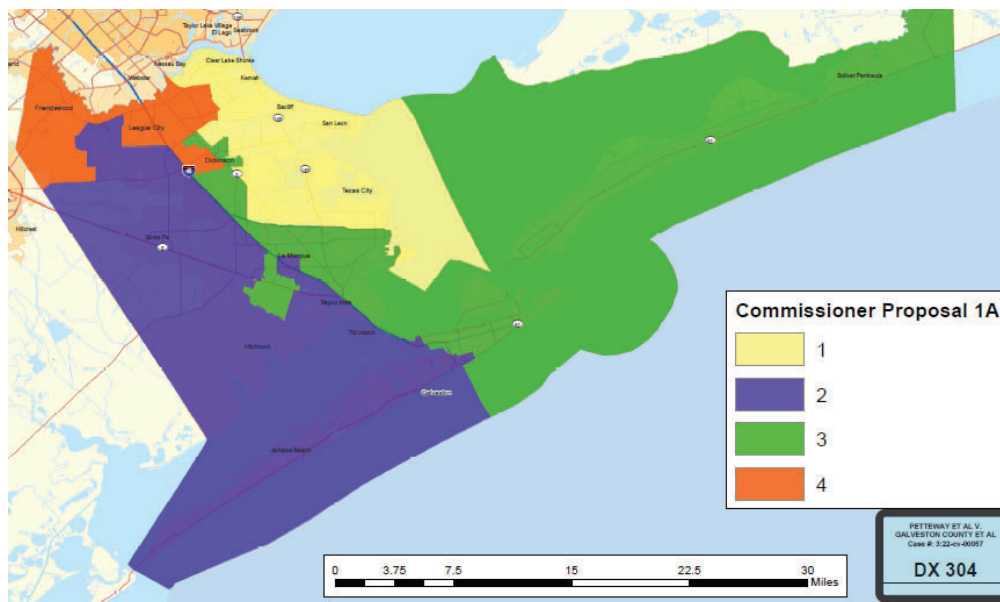 Taylor Lake Village
El Lago
Seabrook
Nassau Bay
Clear Lake Shores
Webster
Kemah
Friendswood
Bacliff
League City
San Leon
Bolivar Peninsula
Dickinson
45
Texas City
Hillcrest
Santa Fe
6
La Marque
Bayou Vista
Tiki Island
Hitchcock
Galveston
Jamaica Beach
Commissioner Proposal 1A
1
2
3
4
0 3.75 7.5 15 22.5 30
Miles
PETTEWAY ET AL V.
GALVESTON COUNTY ET AL
Case #: 3:22-cv-00057
DX 304